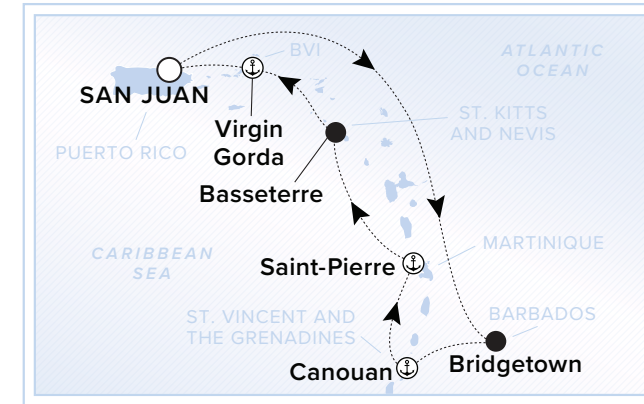 BVI
ATLANTIC
OCEAN
SAN JUAN
ST. KITTS
AND NEVIS
Virgin
Gorda
PUERTO RICO
Basseterre
CARIBBEAN
SEA
MARTINIQUE
Saint-Pierre
ST. VINCENT AND
THE GRENADINES
BARBADOS
Canouan
Bridgetown